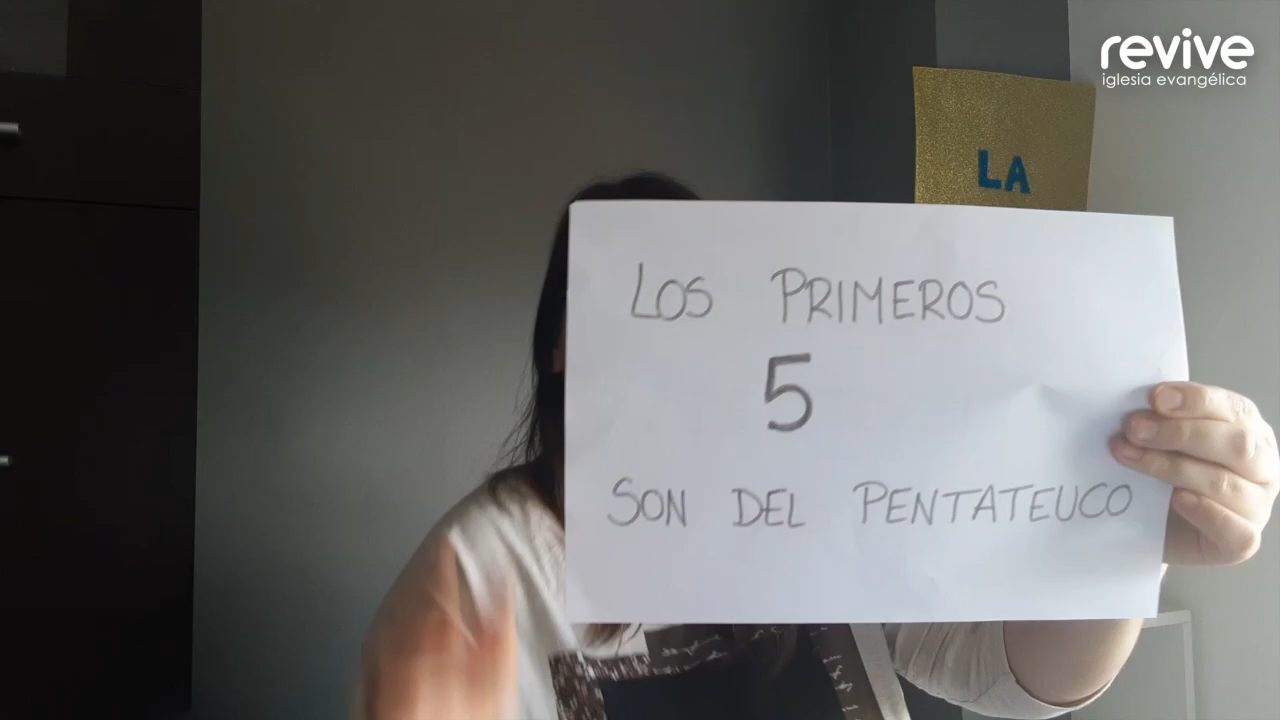 revive
iglesia evangélica
LA
LOS PRIMEROS
5
SON DEL PENTATEUCO